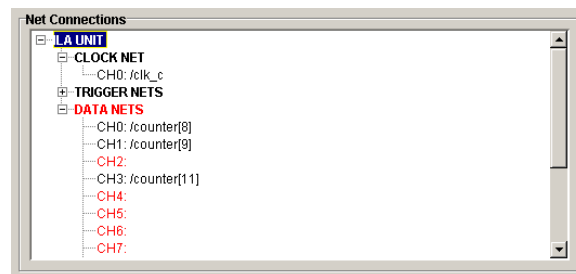 Net Connections
LA UNIT
CLOCK NET
CH0: /clk_c
TRIGGER NETS
DATA NETS
CH0: /counter[8]
CH1: /counter[9]
CH2:
CH3: /counter[11]
CH4:
CH5:
CH6:
CH7: